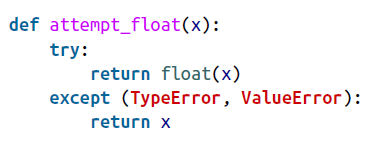 def attempt_float(x):
    try:
        return float(x)
    except (TypeError, ValueError):
        return x